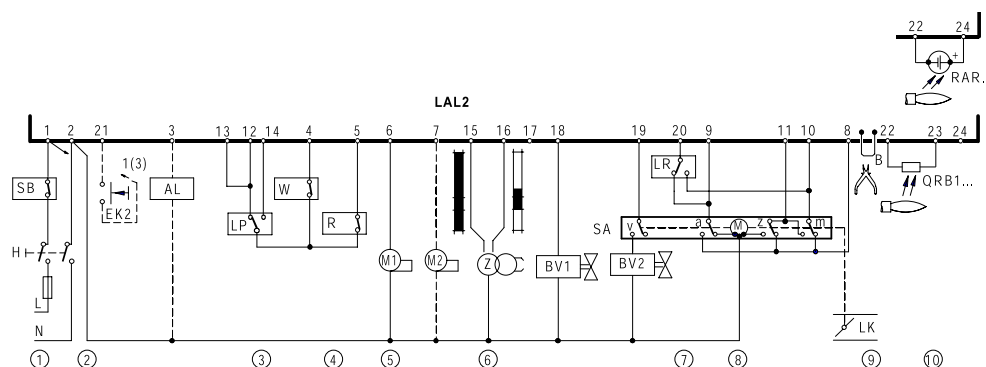 22 24
+
RAR.
LAL2
1 2 21 3 13 12 14 4 5 6 7 15 16 17 18 19 20 9 11 10 8 22 23 24
1(3)
B
SB AL W LR QRB1...
EK2
LP R SA v a M z m
H
M1 M2 Z BV1 BV2
L
N LK
1 2 3 4 5 6 7 8 9 10